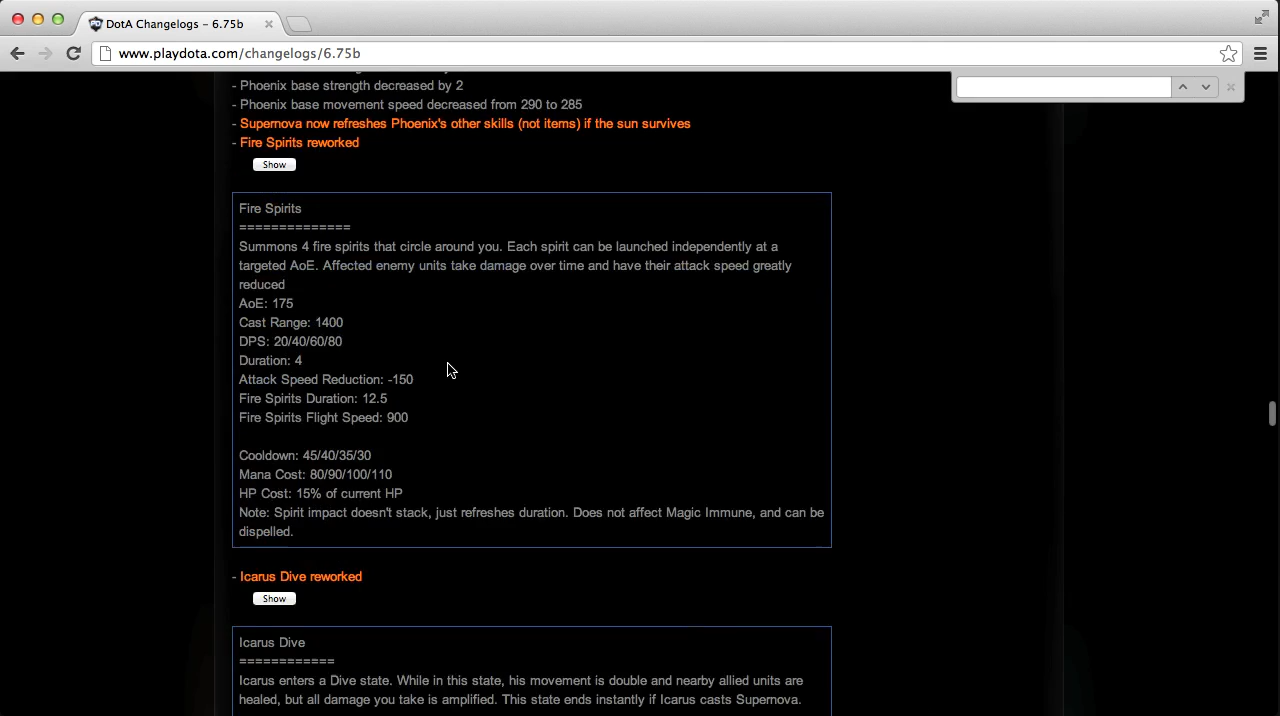 DotA Changelogs - 6.75b
www.playdota.com/changelogs/6.75b
- Phoenix base strength decreased by 2
- Phoenix base movement speed decreased from 290 to 285
- Supernova now refreshes Phoenix's other skills (not items) if the sun survives
- Fire Spirits reworked
Show
Fire Spirits
==============
Summons 4 fire spirits that circle around you. Each spirit can be launched independently at a
targeted AoE. Affected enemy units take damage over time and have their attack speed greatly
reduced
AoE: 175
Cast Range: 1400
DPS: 20/40/60/80
Duration: 4
Attack Speed Reduction: -150
Fire Spirits Duration: 12.5
Fire Spirits Flight Speed: 900
Cooldown: 45/40/35/30
Mana Cost: 80/90/100/110
HP Cost: 15% of current HP
Note: Spirit impact doesn't stack, just refreshes duration. Does not affect Magic Immune, and can be
dispelled.
- Icarus Dive reworked
Show
Icarus Dive
============
Icarus enters a Dive state. While in this state, his movement is double and nearby allied units are
healed, but all damage you take is amplified. This state ends instantly if Icarus casts Supernova.